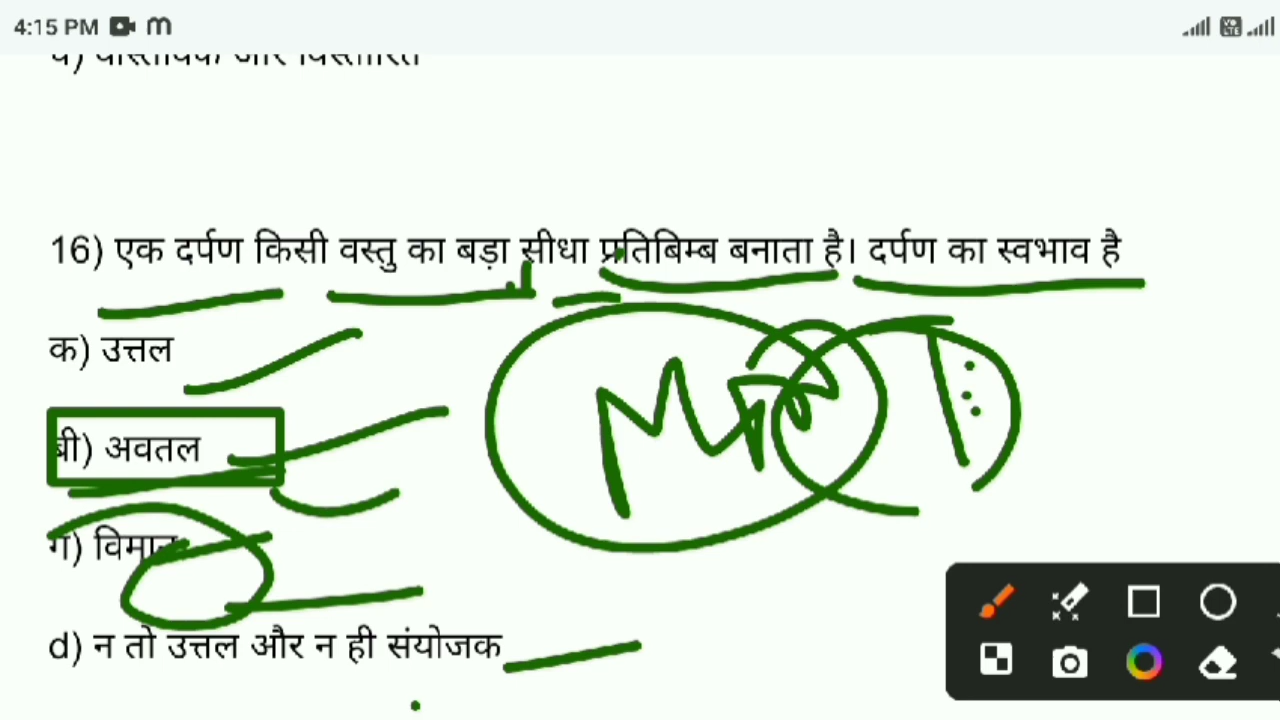 4:15 PM
16) एक दर्पण किसी वस्तु का बड़ा सीधा प्रतिबिम्ब बनाता है। दर्पण का स्वभाव है
क) उत्तल
बी) अवतल
ग) विमान
d) न तो उत्तल और न ही संयोजक